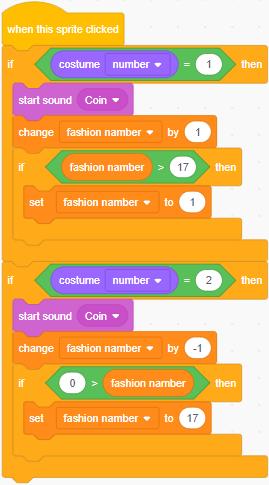 when this sprite clicked
if costume number = 1 then
start sound Coin
change fashion namber by 1
if fashion namber > 17 then
set fashion namber to 1
if costume number = 2 then
start sound Coin
change fashion namber by -1
if 0 > fashion namber then
set fashion namber to 17